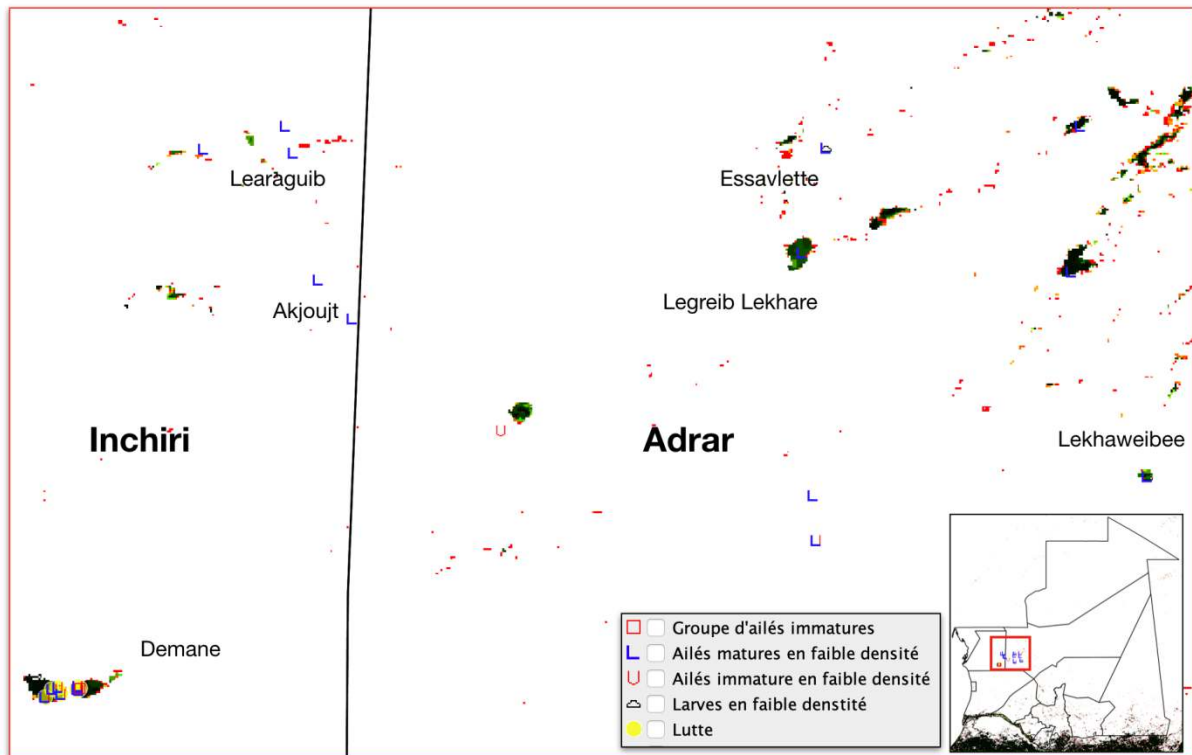 Learaguib
Essavlette
Legreib Lekhare
Akjoujt
Inchiri
Adrar
Lekhaweibee
Demane
Groupe d'ailés immatures
Ailés matures en faible densité
Ailés immature en faible densité
Larves en faible denstité
Lutte